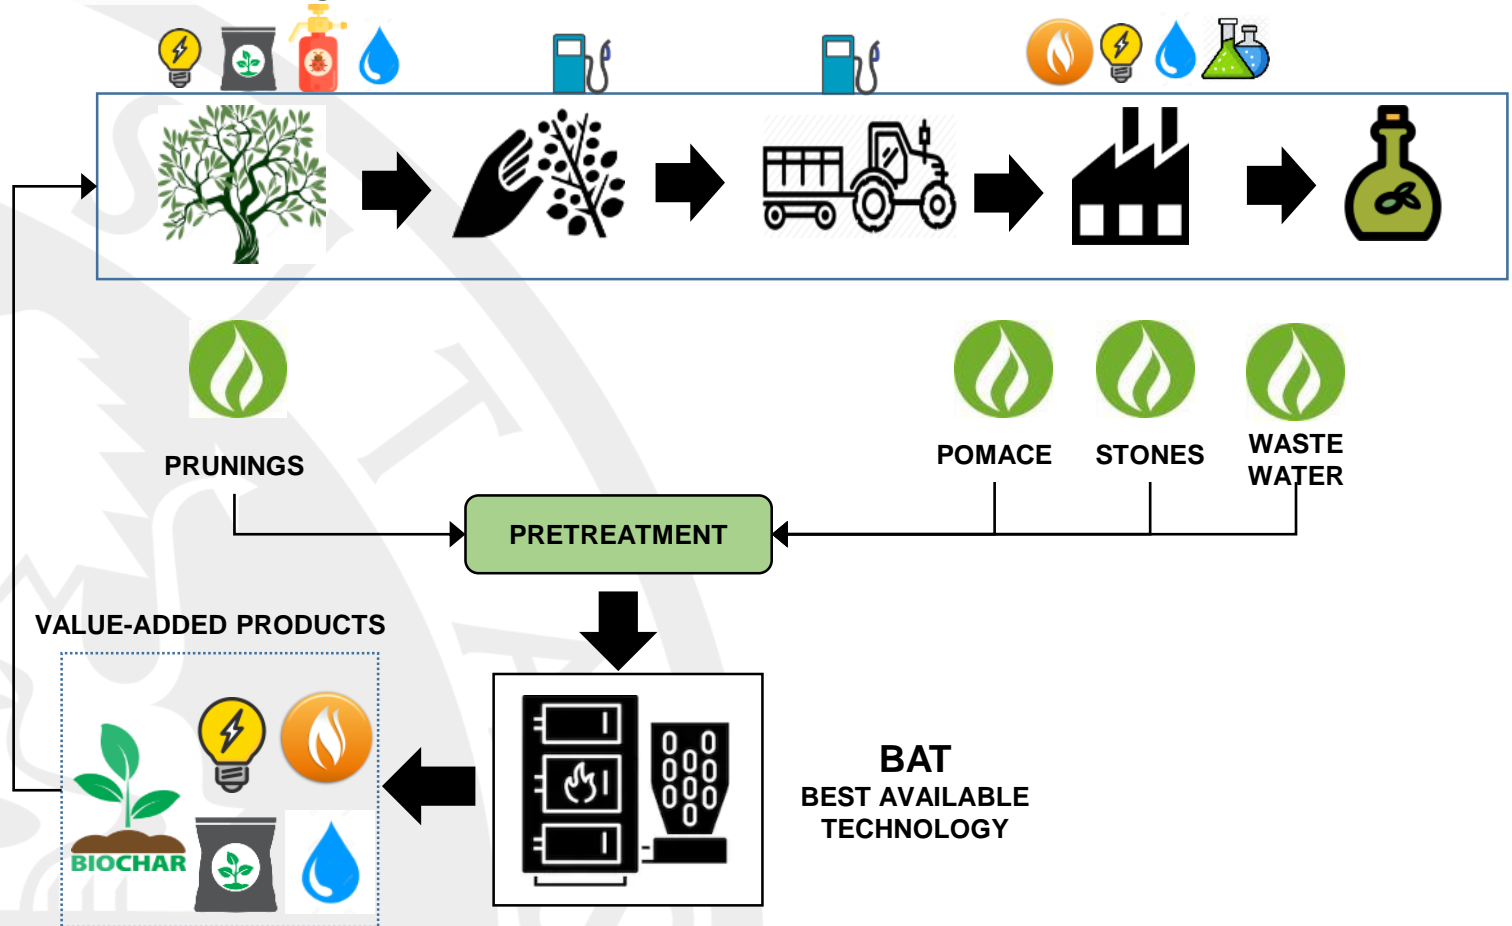 PRUNINGS
POMACE
STONES
WASTE
WATER
PRETREATMENT
VALUE-ADDED PRODUCTS
BIOCHAR
BAT
BEST AVAILABLE
TECHNOLOGY